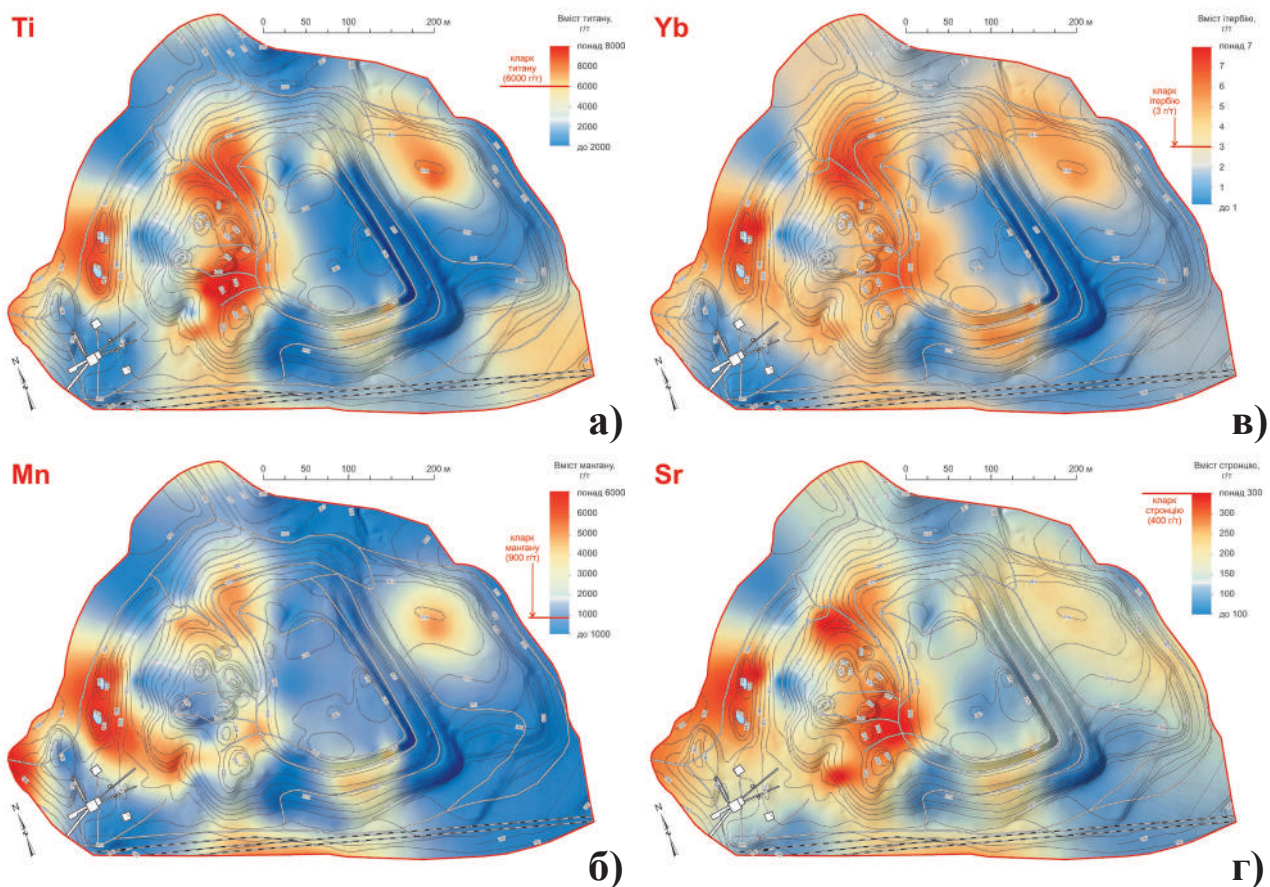 Ti
0 50 100 200 м
Вміст титану,
г/т
понад 8000
8000
6000
4000
2000
до 2000
кларк
титану
(6000 г/т)
N
а)
Yb
0 50 100 200 м
Вміст ітербію,
г/т
понад 7
7
6
5
4
3
2
1
до 1
кларк
ітербію
(3 г/т)
N
в)
Mn
0 50 100 200 м
Вміст мангану,
г/т
понад 6000
6000
5000
4000
3000
2000
1000
до 1000
кларк
мангану
(900 г/т)
N
б)
Sr
0 50 100 200 м
Вміст стронцію,
г/т
понад 300
300
250
200
150
100
до 100
кларк
стронцію
(400 г/т)
N
г)